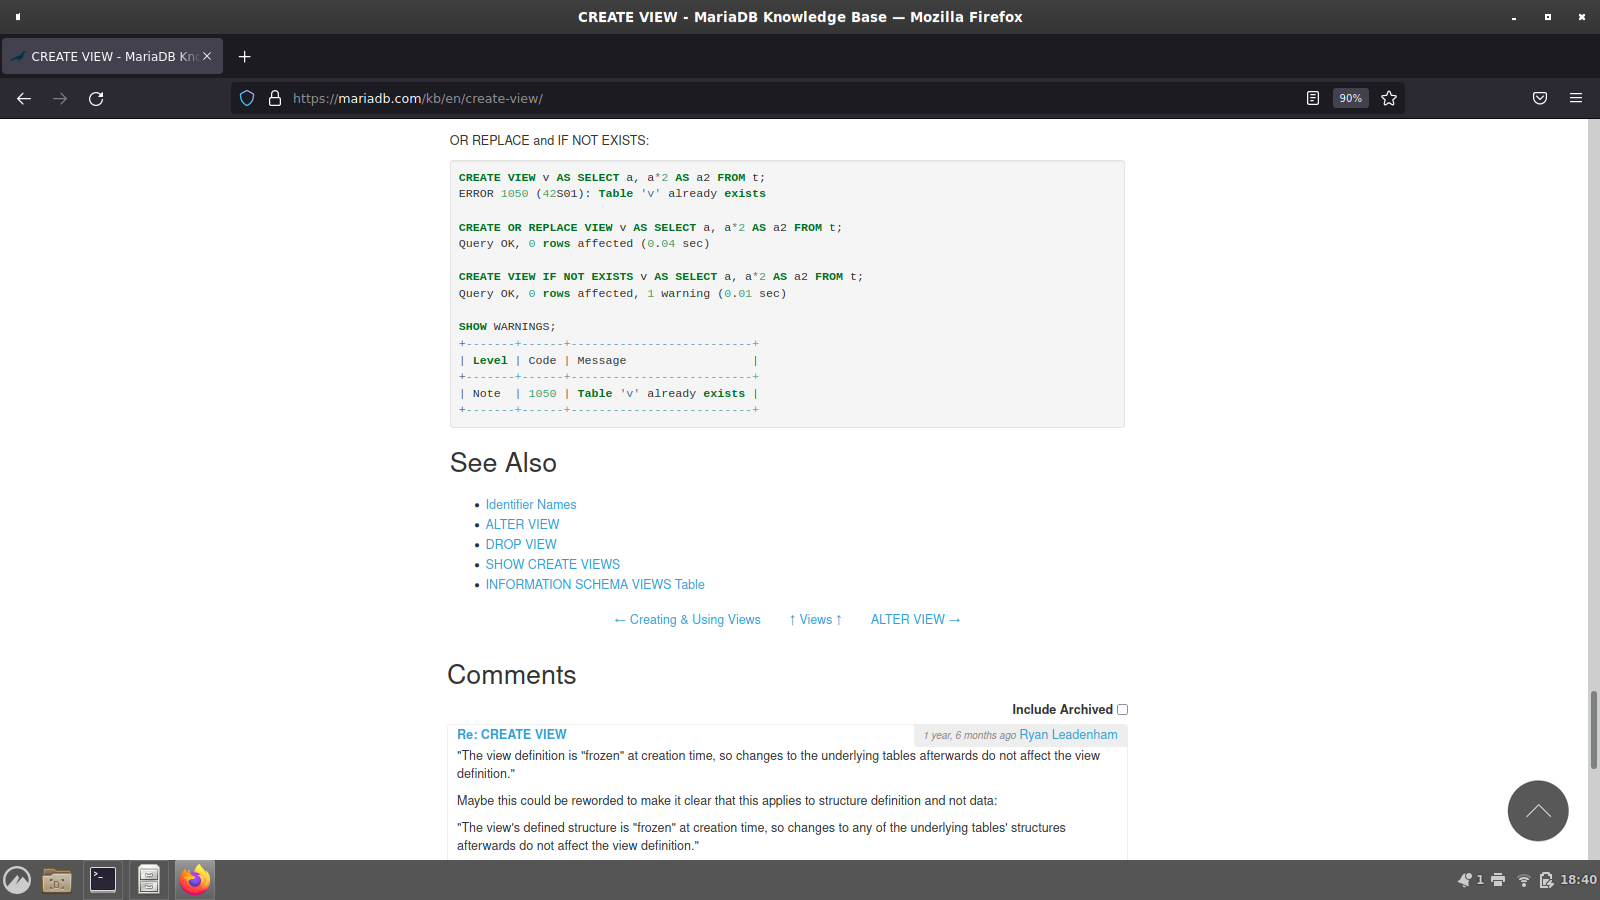 CREATE VIEW - MariaDB Knowledge Base — Mozilla Firefox
CREATE VIEW - MariaDB Kno
https://mariadb.com/kb/en/create-view/
90%
OR REPLACE and IF NOT EXISTS:
CREATE VIEW v AS SELECT a, a*2 AS a2 FROM t;
ERROR 1050 (42S01): Table 'v' already exists
CREATE OR REPLACE VIEW v AS SELECT a, a*2 AS a2 FROM t;
Query OK, 0 rows affected (0.04 sec)
CREATE VIEW IF NOT EXISTS v AS SELECT a, a*2 AS a2 FROM t;
Query OK, 0 rows affected, 1 warning (0.01 sec)
SHOW WARNINGS;
+-------+------+--------------------------+
| Level | Code | Message                  |
+-------+------+--------------------------+
| Note  | 1050 | Table 'v' already exists |
+-------+------+--------------------------+
See Also
• Identifier Names
• ALTER VIEW
• DROP VIEW
• SHOW CREATE VIEWS
• INFORMATION SCHEMA VIEWS Table
← Creating & Using Views ↑ Views ↑ ALTER VIEW →
Comments
Include Archived
Re: CREATE VIEW
1 year, 6 months ago Ryan Leadenham
"The view definition is "frozen" at creation time, so changes to the underlying tables afterwards do not affect the view
definition."
Maybe this could be reworded to make it clear that this applies to structure definition and not data:
"The view's defined structure is "frozen" at creation time, so changes to any of the underlying tables' structures
afterwards do not affect the view definition."
1
18:40